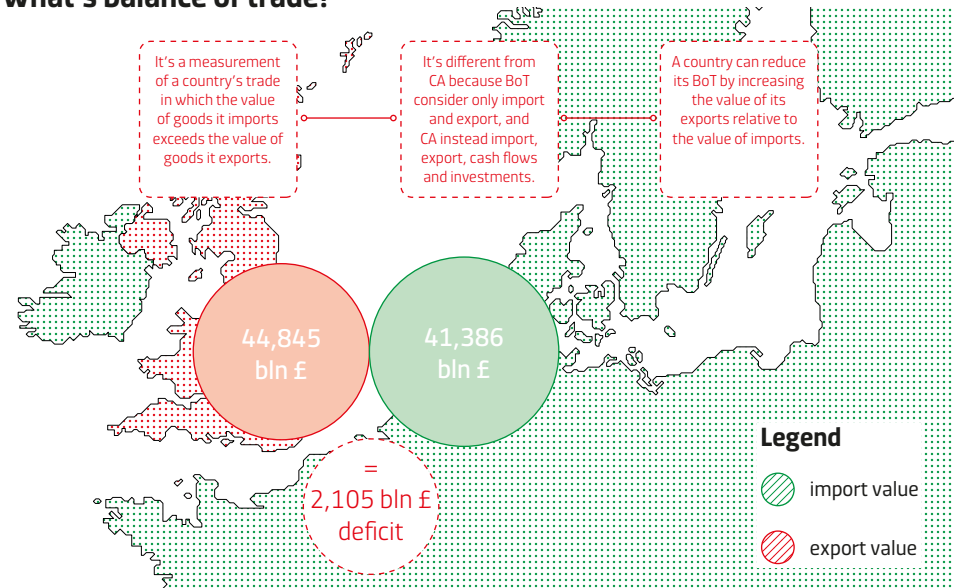 What's Balance of trade?
It's a measurement
of a country's trade
in which the value
of goods it imports
exceeds the value of
goods it exports.
It's different from
CA because BoT
consider only import
and export, and
CA instead import,
export, cash flows
and investments.
A country can reduce
its BoT by increasing
the value of its
exports relative to
the value of imports.
44,845
bln £
41,386
bln £
=
2,105 bln £
deficit
Legend
import value
export value